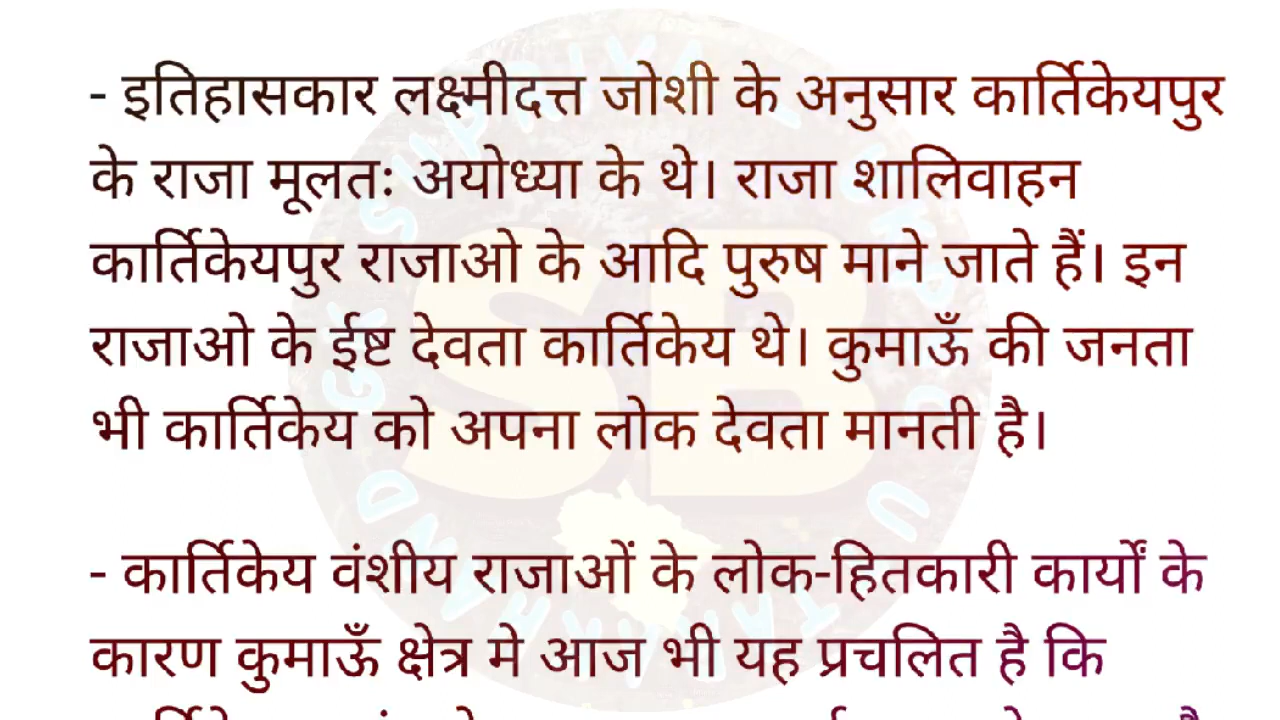 - इतिहासकार लक्ष्मीदत्त जोशी के अनुसार कार्तिकेयपुर
के राजा मूलतः अयोध्या के थे। राजा शालिवाहन
कार्तिकेयपुर राजाओ के आदि पुरुष माने जाते हैं। इन
राजाओ के ईष्ट देवता कार्तिकेय थे। कुमाऊँ की जनता
भी कार्तिकेय को अपना लोक देवता मानती है।
- कार्तिकेय वंशीय राजाओं के लोक-हितकारी कार्यों के
कारण कुमाऊँ क्षेत्र मे आज भी यह प्रचलित है कि
SB